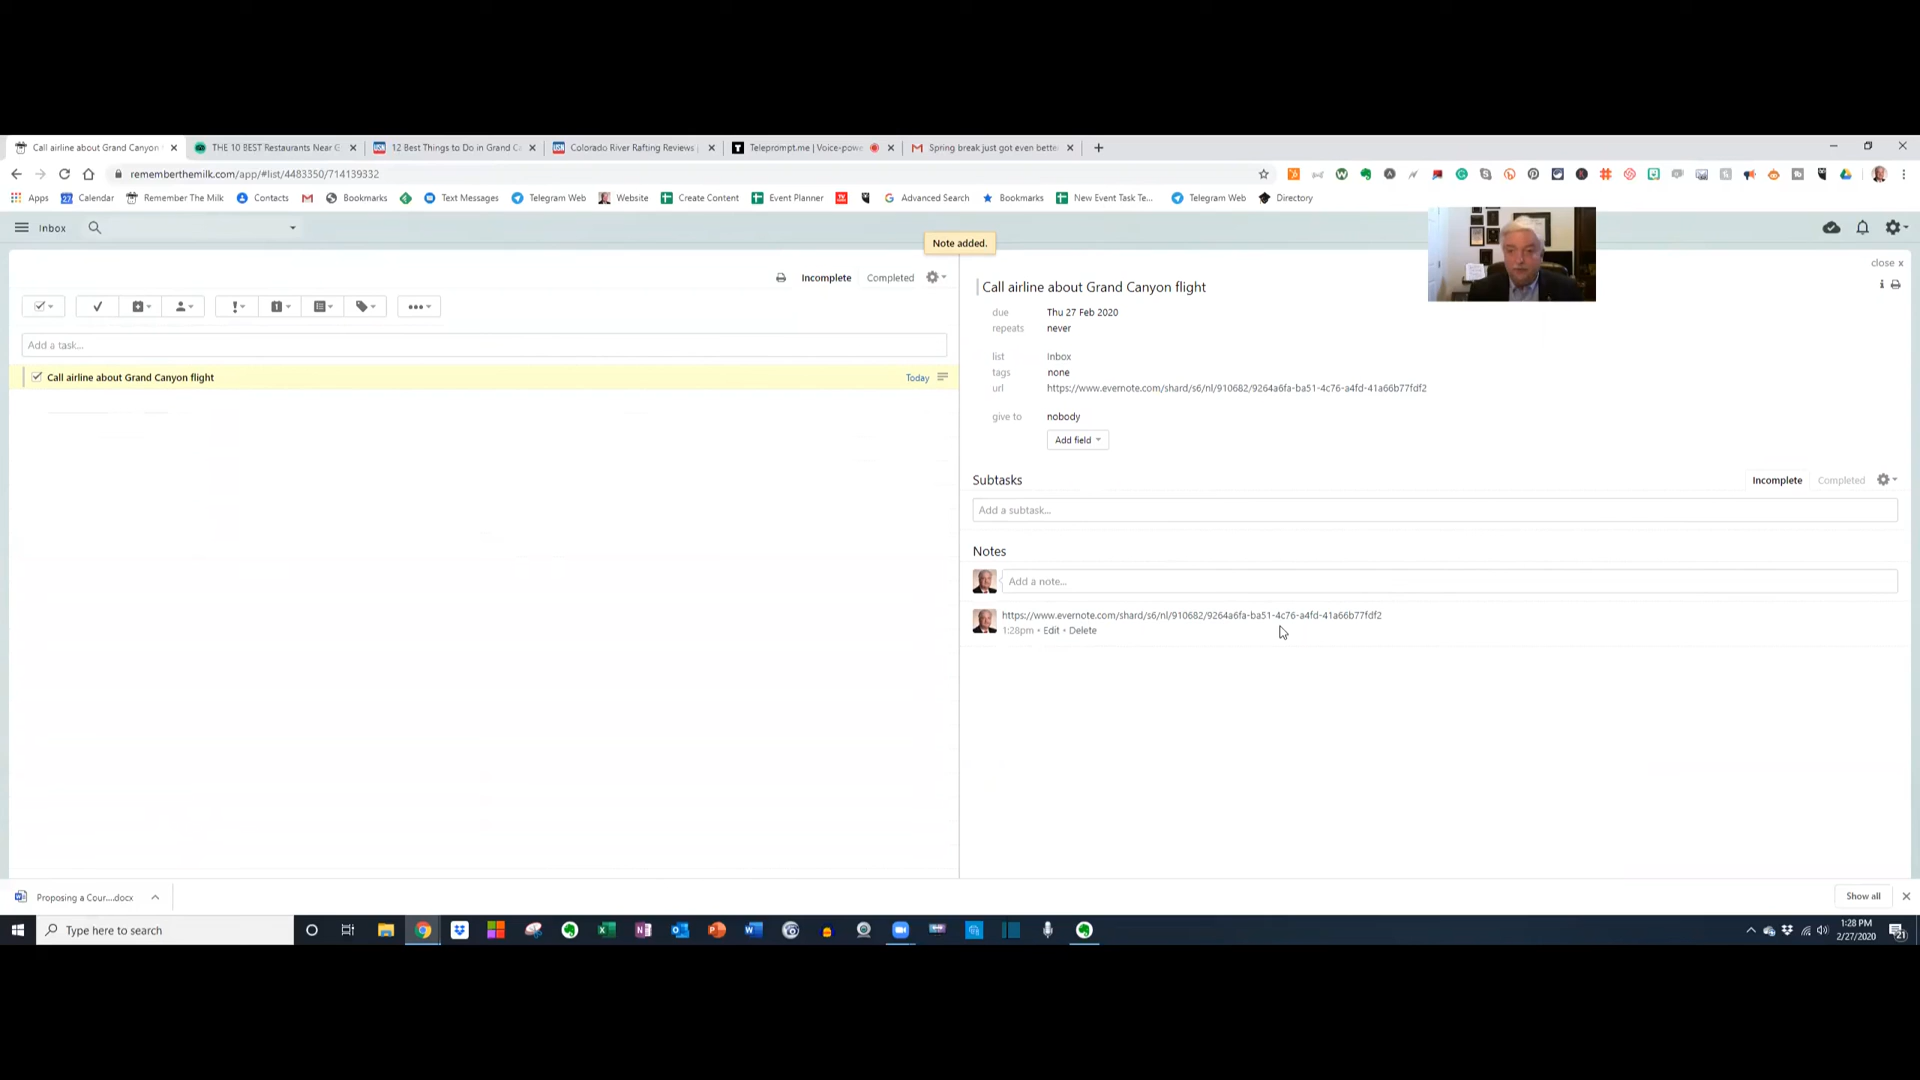 Call airline about Grand Canyon
THE 10 BEST Restaurants Near G
12 Best Things to Do in Grand Ca
Colorado River Rafting Reviews |
Teleprompt.me | Voice-powe
Spring break just got even bette
rememberthemilk.com/app/#list/4483350/714139332
Apps
27 Calendar
Remember The Milk
Contacts
Bookmarks
Text Messages
Telegram Web
Website
Create Content
Event Planner
Advanced Search
Bookmarks
New Event Task Te...
Telegram Web
Directory
Inbox
Note added.
close x
Incomplete
Completed
Call airline about Grand Canyon flight
due Thu 27 Feb 2020
repeats never
list Inbox
tags none
url https://www.evernote.com/shard/s6/nl/910682/9264a6fa-ba51-4c76-a4fd-41a66b77fdf2
give to nobody
Add field
Add a task...
Call airline about Grand Canyon flight
Today
Subtasks
Incomplete
Completed
Add a subtask...
Notes
Add a note...
https://www.evernote.com/shard/s6/nl/910682/9264a6fa-ba51-4c76-a4fd-41a66b77fdf2
1:28pm • Edit • Delete
Proposing a Cour....docx
Show all
Type here to search
1:28 PM
2/27/2020
21